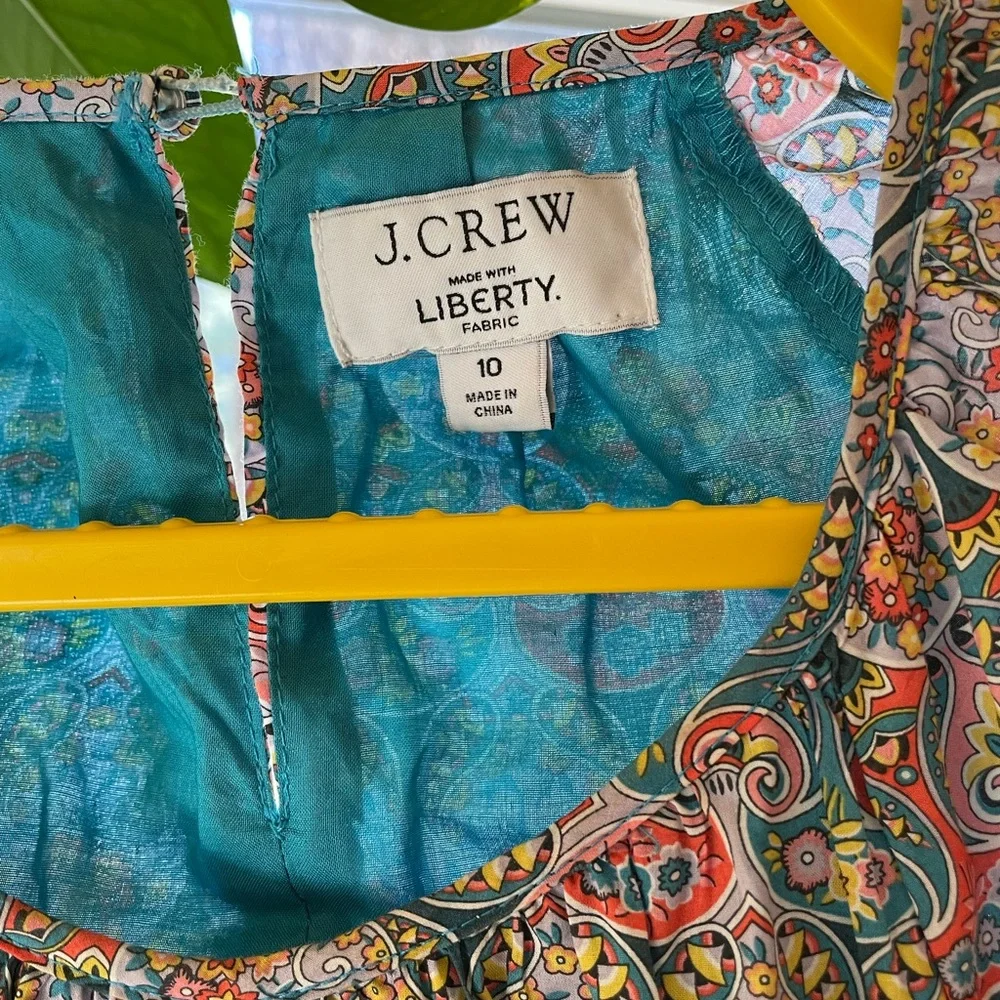 J.CREW
MADE WITH
LIBERTY.
FABRIC
10
MADE IN
CHINA